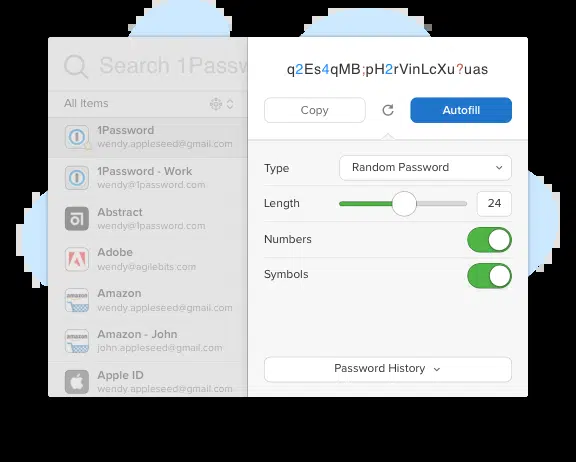 Search 1Passw
q2Es4qMB;pH2rVinLcXu?uas
All Items
Copy
Autofill
1Password
wendy.appleseed@gmail.com
1Password - Work
wendy@1password.com
Abstract
wendy@1password.com
Adobe
wendy@agilebits.com
Amazon
wendy.appleseed@gmail.com
Amazon - John
john.appleseed@gmail.com
Apple ID
wendy.appleseed@gmail.com
Type
Random Password
Length
24
Numbers
Symbols
Password History